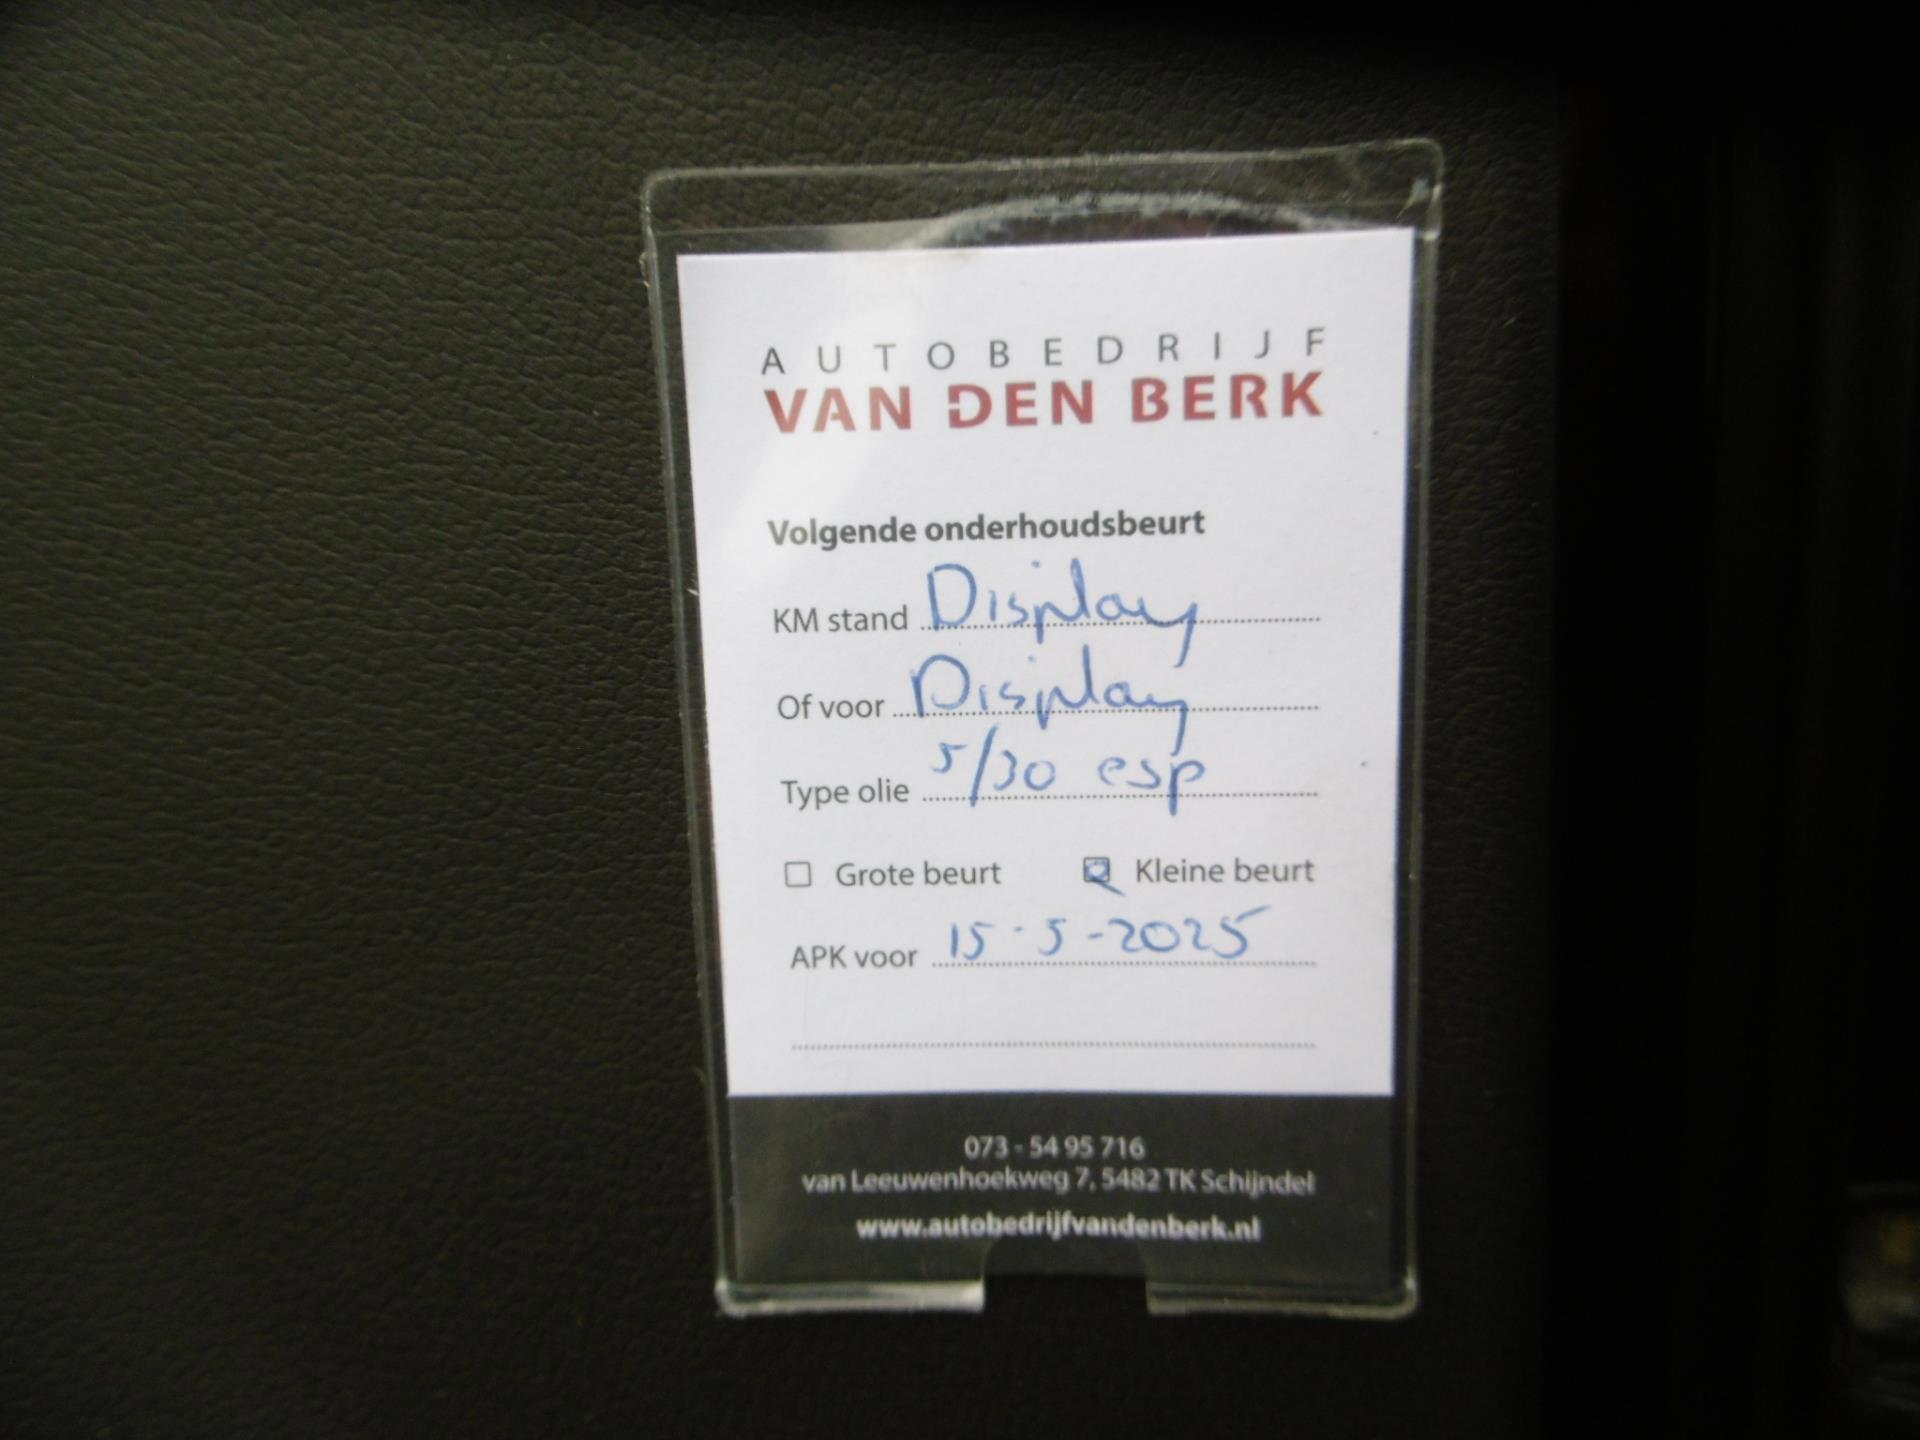 AUTOBEDRIJF
VAN DEN BERK
Volgende onderhoudsbeurt
KM stand Display
Of voor Display
Type olie 5/30 esp
Grote beurt Kleine beurt
APK voor 15-5-2025
073 - 54 95 716
van Leeuwenhoekweg 7, 5482 TK Schijndel
www.autobedrijfvandenberk.nl